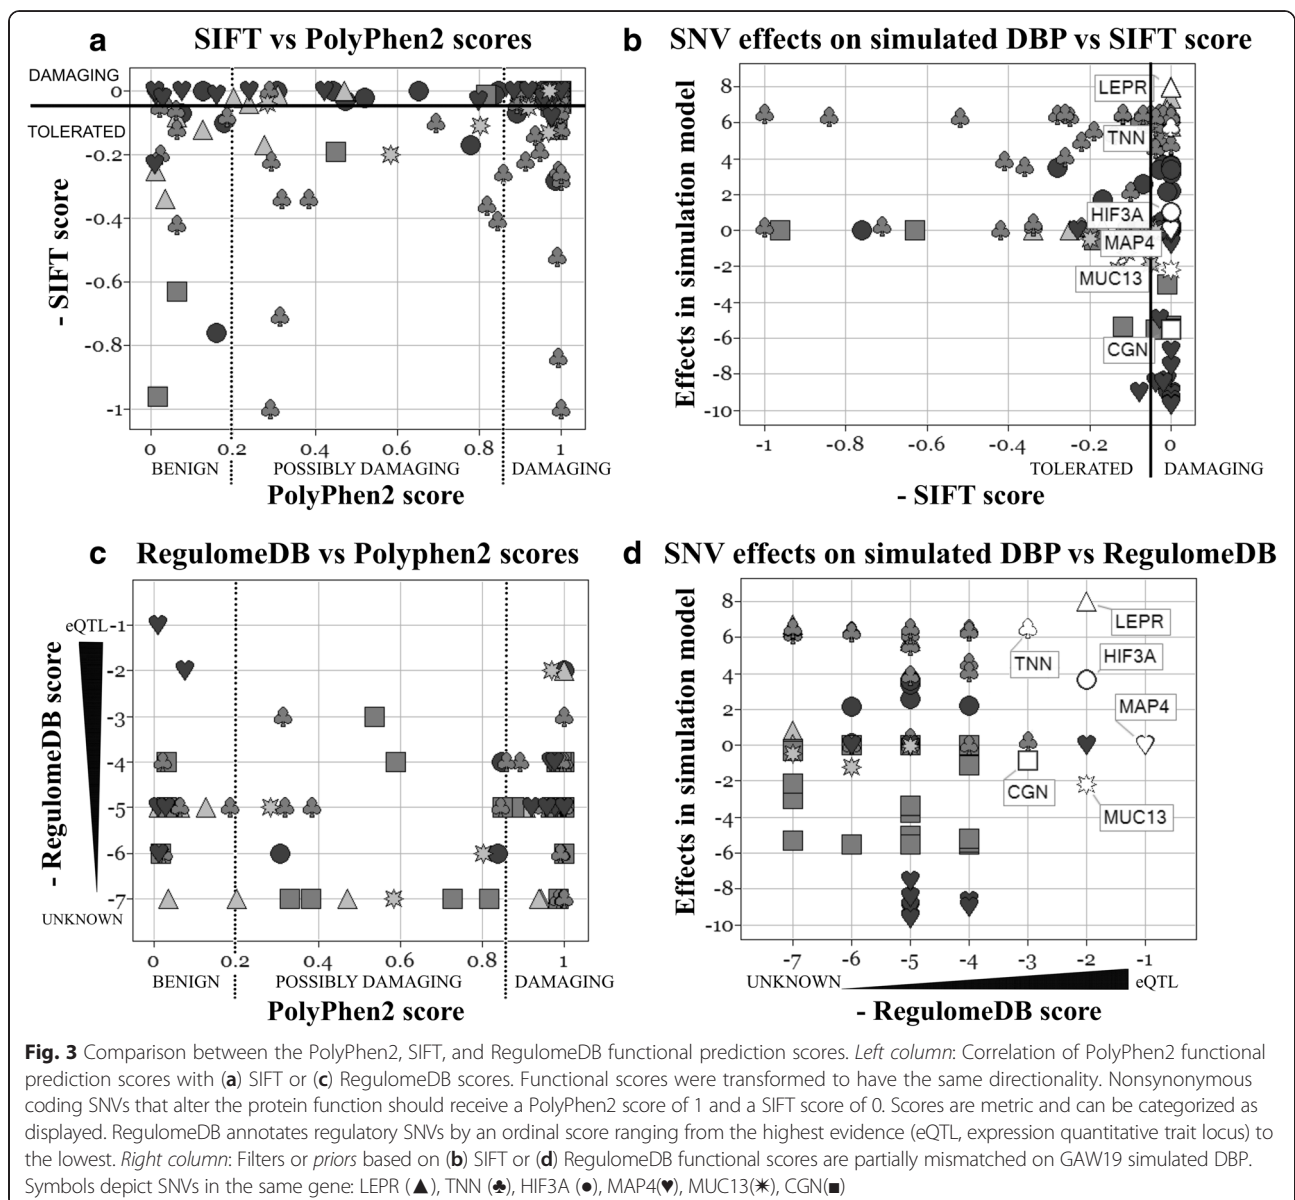 a SIFT vs PolyPhen2 scores
DAMAGING
TOLERATED
0
-0.2
-0.4
-0.6
-0.8
-1
- SIFT score
0 0.2 0.4 0.6 0.8 1
BENIGN POSSIBLY DAMAGING DAMAGING
PolyPhen2 score
b SNV effects on simulated DBP vs SIFT score
Effects in simulation model
8
6
4
2
0
-2
-4
-6
-8
-10
LEPR
TNN
HIF3A
MAP4
MUC13
CGN
-1 -0.8 -0.6 -0.4 -0.2 0
TOLERATED DAMAGING
- SIFT score
c RegulomeDB vs Polyphen2 scores
eQTL
-1
-2
-3
-4
-5
-6
-7
UNKNOWN
- RegulomeDB score
0 0.2 0.4 0.6 0.8 1
BENIGN POSSIBLY DAMAGING DAMAGING
PolyPhen2 score
d SNV effects on simulated DBP vs RegulomeDB
Effects in simulation model
8
6
4
2
0
-2
-4
-6
-8
-10
LEPR
TNN
HIF3A
MAP4
CGN
MUC13
-7 -6 -5 -4 -3 -2 -1
UNKNOWN eQTL
- RegulomeDB score
Fig. 3 Comparison between the PolyPhen2, SIFT, and RegulomeDB functional prediction scores. Left column: Correlation of PolyPhen2 functional
prediction scores with (a) SIFT or (c) RegulomeDB scores. Functional scores were transformed to have the same directionality. Nonsynonymous
coding SNVs that alter the protein function should receive a PolyPhen2 score of 1 and a SIFT score of 0. Scores are metric and can be categorized as
displayed. RegulomeDB annotates regulatory SNVs by an ordinal score ranging from the highest evidence (eQTL, expression quantitative trait locus) to
the lowest. Right column: Filters or priors based on (b) SIFT or (d) RegulomeDB functional scores are partially mismatched on GAW19 simulated DBP.
Symbols depict SNVs in the same gene: LEPR (▲), TNN (♣), HIF3A (●), MAP4(♥), MUC13(✶), CGN(■)